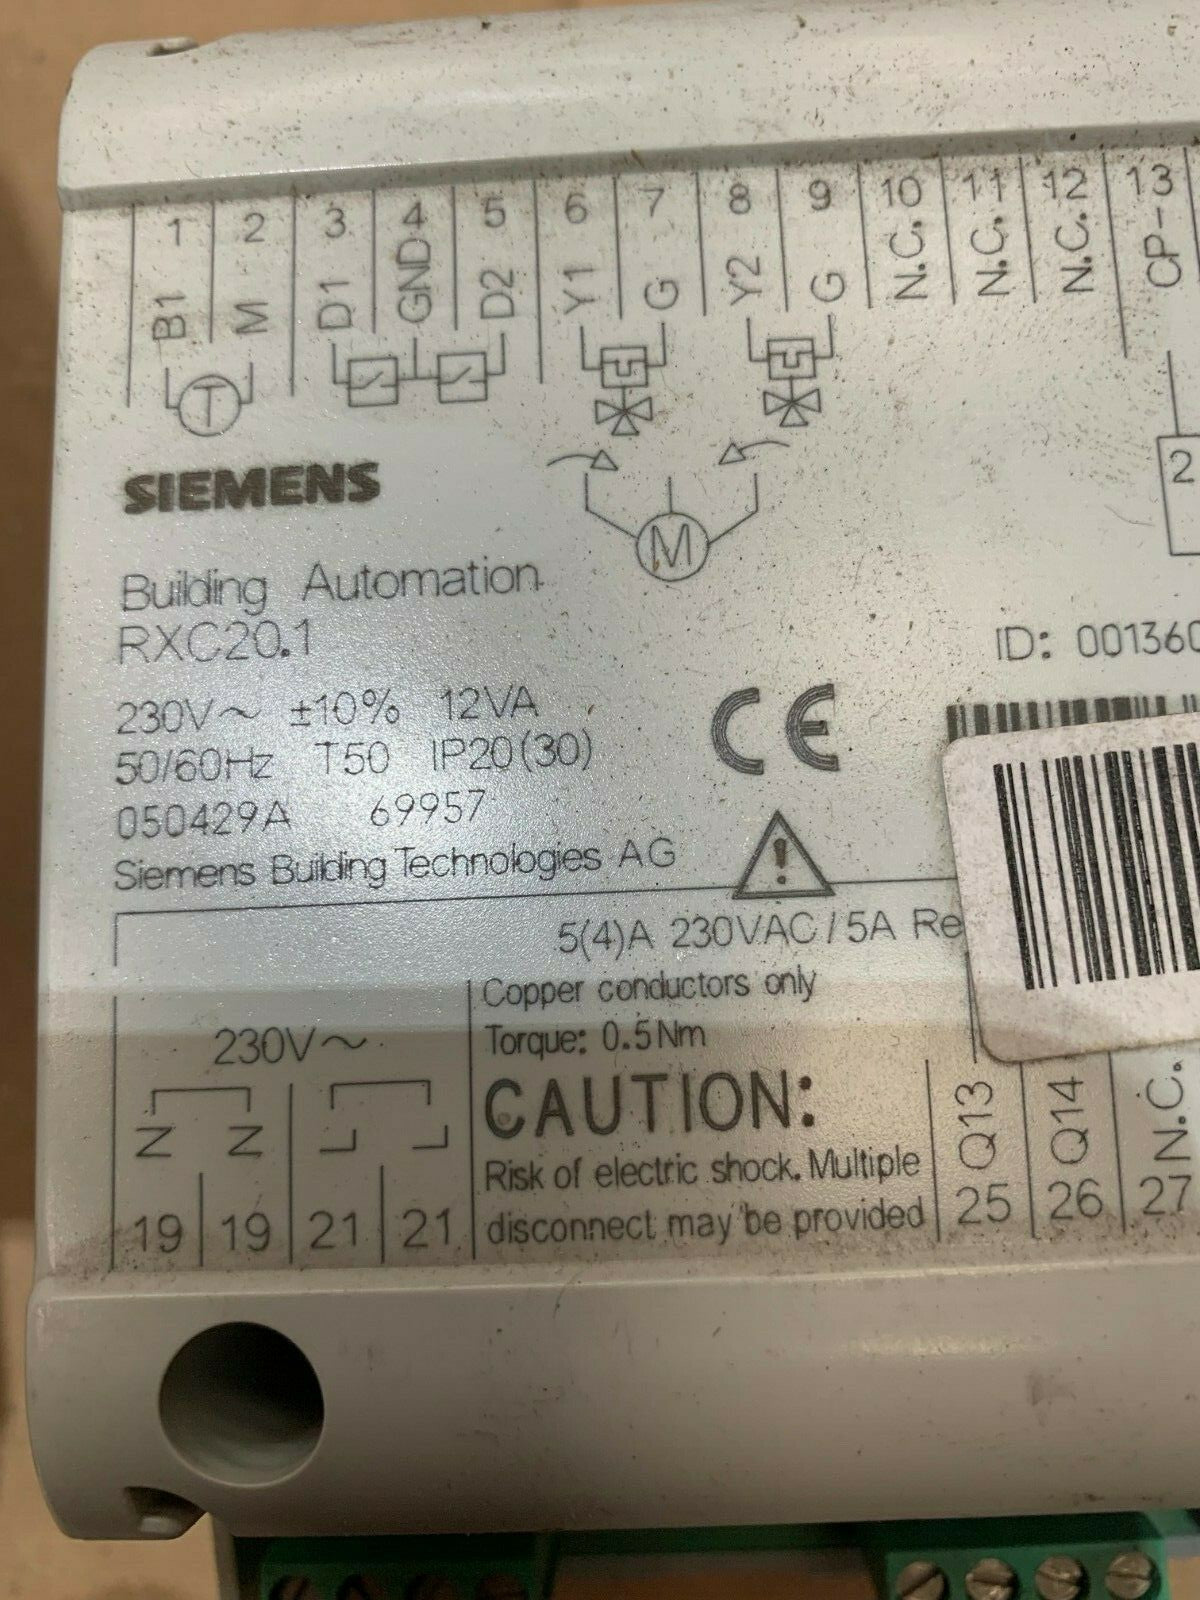 1 2 3 4 5 6 7 8 9 10 11 12 13
B1 M D1 GND D2 Y1 G Y2 G N.C. N.C. N.C. CP-
T
2
SIEMENS
M
Building Automation
RXC20.1
ID: 001360
230V~ ±10% 12VA
50/60Hz T50 IP20(30)
CE
050429A 69957
Siemens Building Technologies AG
!
5(4)A 230VAC/5A Re
Copper conductors only
230V~
Torque: 0.5Nm
CAUTION:
N N L L
Risk of electric shock. Multiple
disconnect may be provided
Q13 Q14 N.C.
19 19 21 21 25 26 27